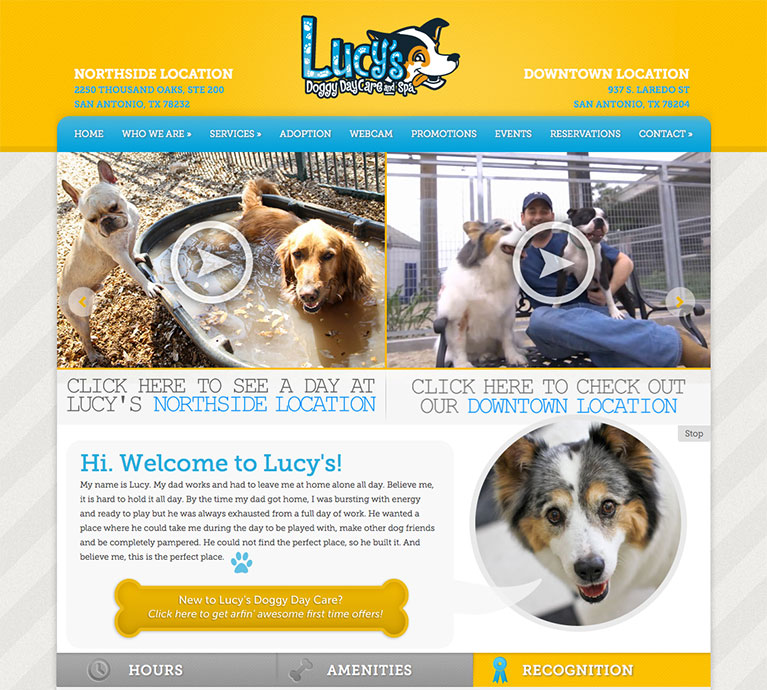 Lucy's
Doggy Day Care and Spa
NORTHSIDE LOCATION
2250 THOUSAND OAKS, STE 200
SAN ANTONIO, TX 78232
DOWNTOWN LOCATION
937 S. LAREDO ST
SAN ANTONIO, TX 78204
HOME WHO WE ARE » SERVICES » ADOPTION WEBCAM PROMOTIONS EVENTS RESERVATIONS CONTACT »
CLICK HERE TO SEE A DAY AT
LUCY'S NORTHSIDE LOCATION
CLICK HERE TO CHECK OUT
OUR DOWNTOWN LOCATION
Stop
Hi. Welcome to Lucy's!
My name is Lucy. My dad works and had to leave me at home alone all day. Believe me,
it is hard to hold it all day. By the time my dad got home, I was bursting with energy
and ready to play but he was always exhausted from a full day of work. He wanted a
place where he could take me during the day to be played with, make other dog friends
and be completely pampered. He could not find the perfect place, so he built it. And
believe me, this is the perfect place.
New to Lucy's Doggy Day Care?
Click here to get arfin' awesome first time offers!
HOURS
AMENITIES
RECOGNITION